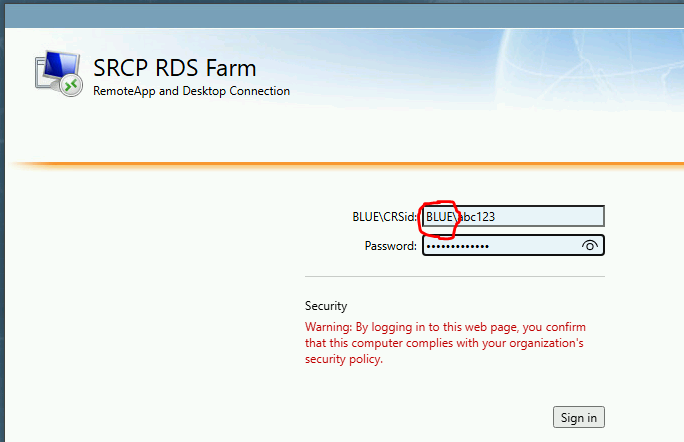 SRCP RDS Farm
RemoteApp and Desktop Connection
BLUE\CRSid: BLUE\abc123
Password: •••••••••••••
Security
Warning: By logging in to this web page, you confirm
that this computer complies with your organization's
security policy.
Sign in